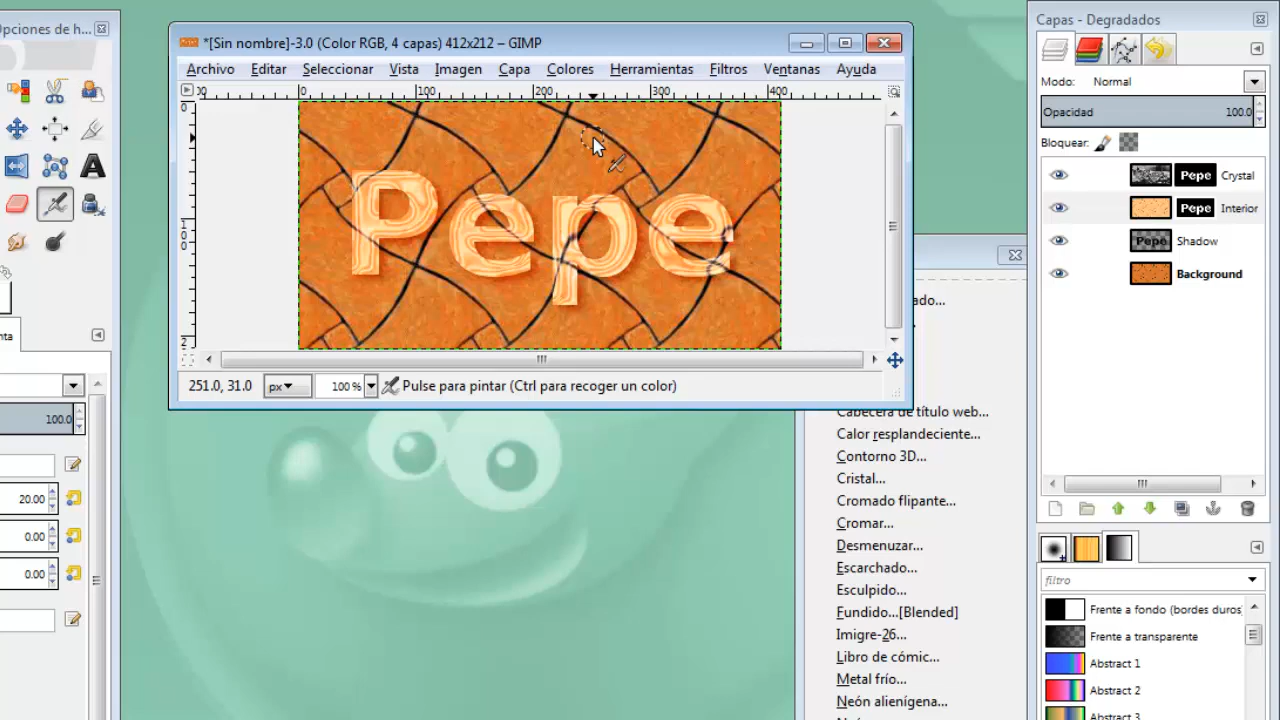 Opciones de h...
100.0
20.00
0.00
0.00
*[Sin nombre]-3.0 (Color RGB, 4 capas) 412x212 – GIMP
Archivo Editar Seleccionar Vista Imagen Capa Colores Herramientas Filtros Ventanas Ayuda
0 100 200 300 400
0
100
2
Pepe
251.0, 31.0 px 100 % Pulse para pintar (Ctrl para recoger un color)
Cabecera de título web...
Calor resplandeciente...
Contorno 3D...
Cristal...
Cromado flipante...
Cromar...
Desmenuzar...
Escarchado...
Esculpido...
Fundido...[Blended]
Imigre-26...
Libro de cómic...
Metal frío...
Neón alienígena...
Capas - Degradados
Modo: Normal
Opacidad 100.0
Bloquear:
Pepe Crystal
Pepe Interior
Pepe Shadow
Background
filtro
Frente a fondo (bordes duros)
Frente a transparente
Abstract 1
Abstract 2
Abstract 3